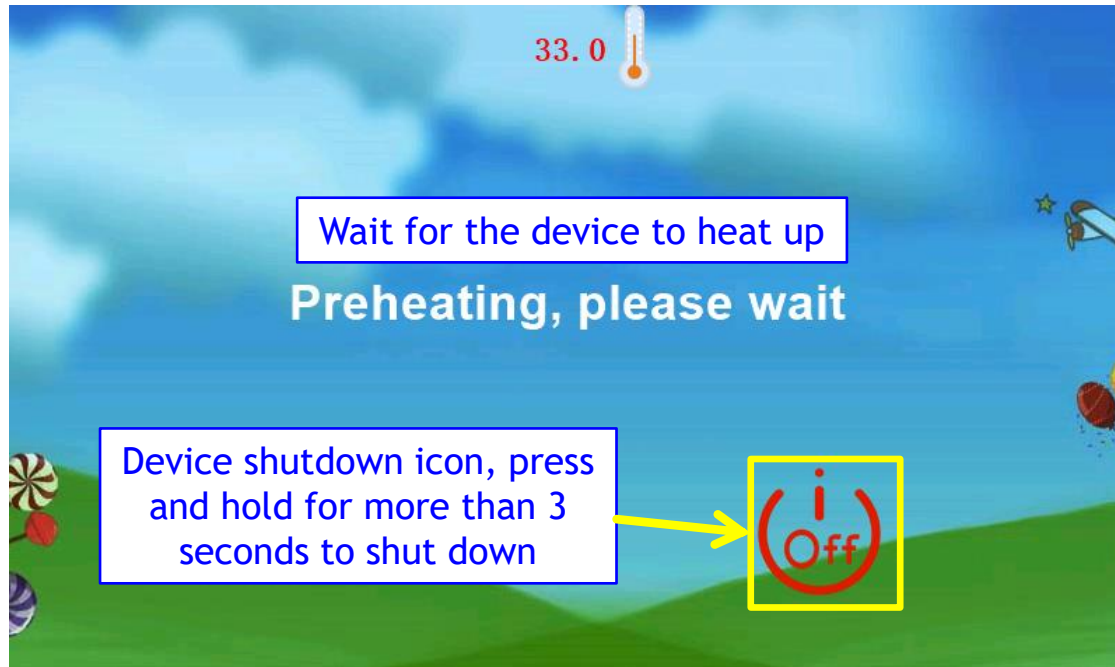 33. 0
Wait for the device to heat up
Preheating, please wait
Device shutdown icon, press
and hold for more than 3
seconds to shut down
i
Off